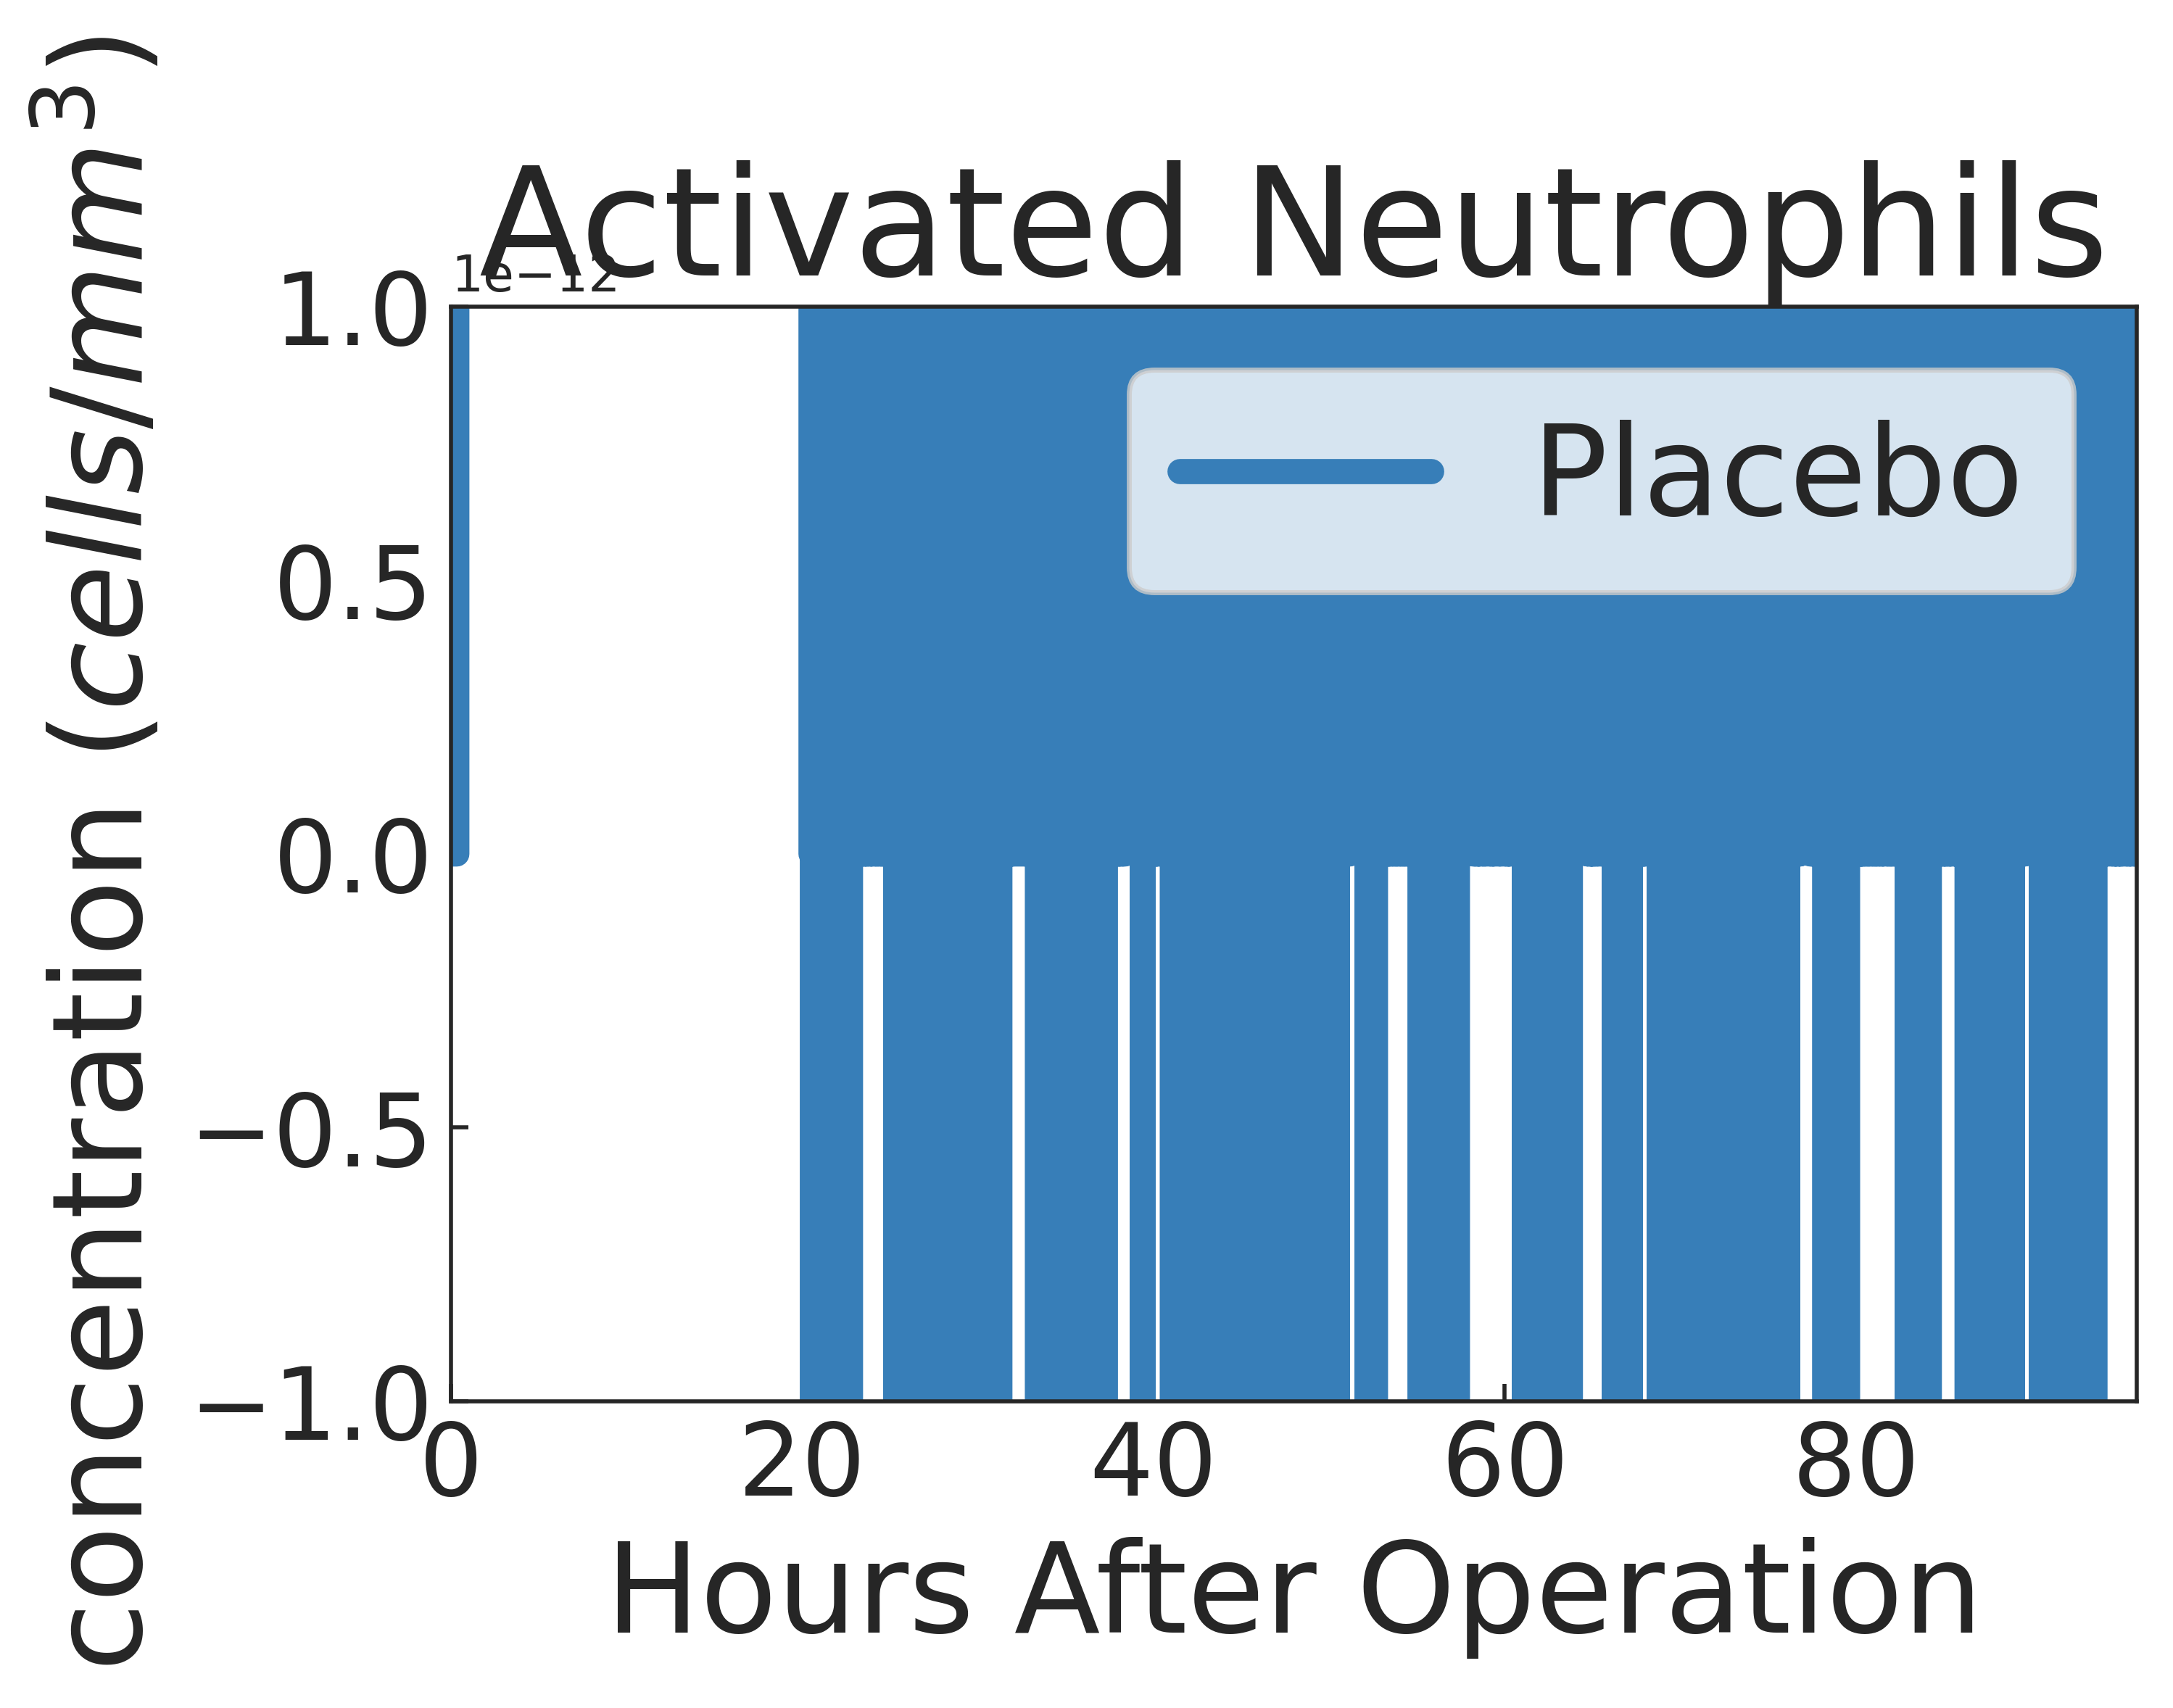 Activated Neutrophils
1e−12
concentration (cells/mm³)
1.0
0.5
0.0
−0.5
−1.0
Placebo
0 20 40 60 80
Hours After Operation